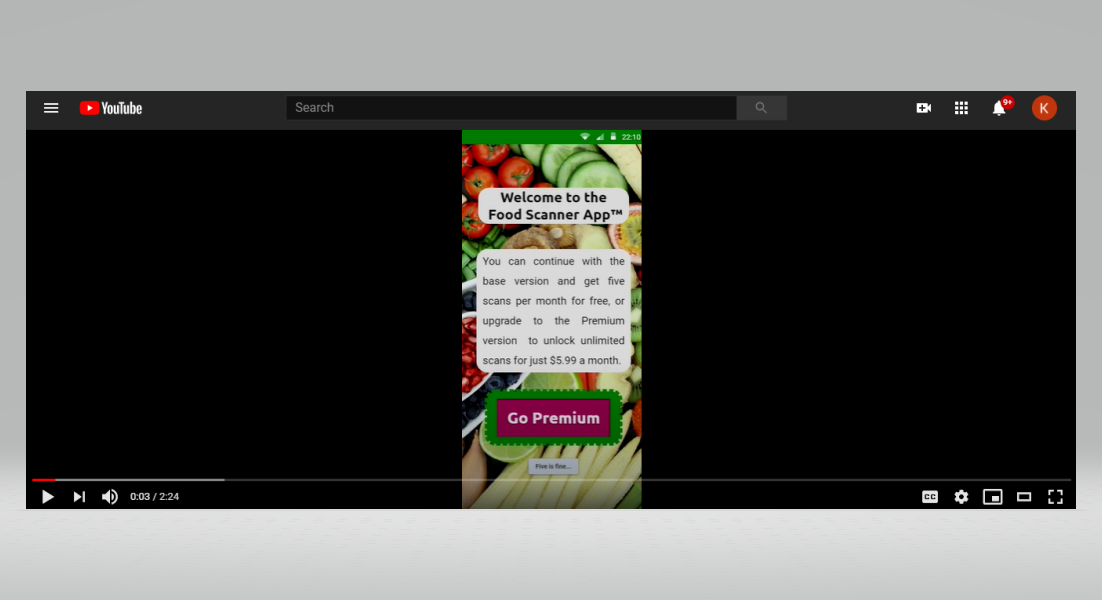 YouTube
Search
9+
K
22:10
Welcome to the
Food Scanner App™
You can continue with the
base version and get five
scans per month for free, or
upgrade to the Premium
version to unlock unlimited
scans for just $5.99 a month.
Go Premium
Five is fine...
0:03 / 2:24
CC